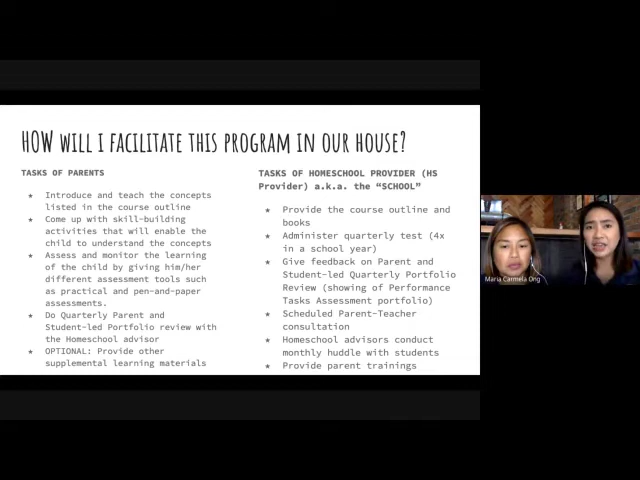 HOW WILL I FACILITATE THIS PROGRAM IN OUR HOUSE?
TASKS OF PARENTS
★ Introduce and teach the concepts
listed in the course outline
★ Come up with skill-building
activities that will enable the
child to understand the concepts
★ Assess and monitor the learning
of the child by giving him/her
different assessment tools such
as practical and pen-and-paper
assessments.
★ Do Quarterly Parent and
Student-led Portfolio review with
the Homeschool advisor
★ OPTIONAL: Provide other
supplemental learning materials
TASKS OF HOMESCHOOL PROVIDER (HS
Provider) a.k.a. the “SCHOOL”
★ Provide the course outline and
books
★ Administer quarterly test (4x
in a school year)
★ Give feedback on Parent and
Student-led Quarterly Portfolio
Review (showing of Performance
Tasks Assessment portfolio)
★ Scheduled Parent-Teacher
consultation
★ Homeschool advisors conduct
monthly huddle with students
★ Provide parent trainings
Maria Carmela Ong